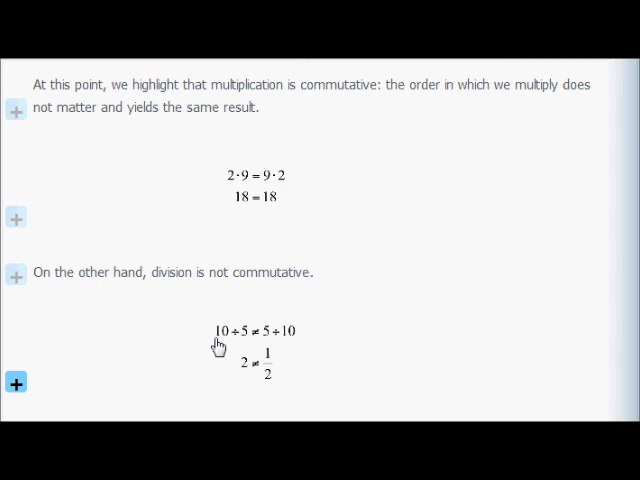 At this point, we highlight that multiplication is commutative: the order in which we multiply does
not matter and yields the same result.
2·9=9·2
18=18
On the other hand, division is not commutative.
10÷5≠5÷10
2≠1/2